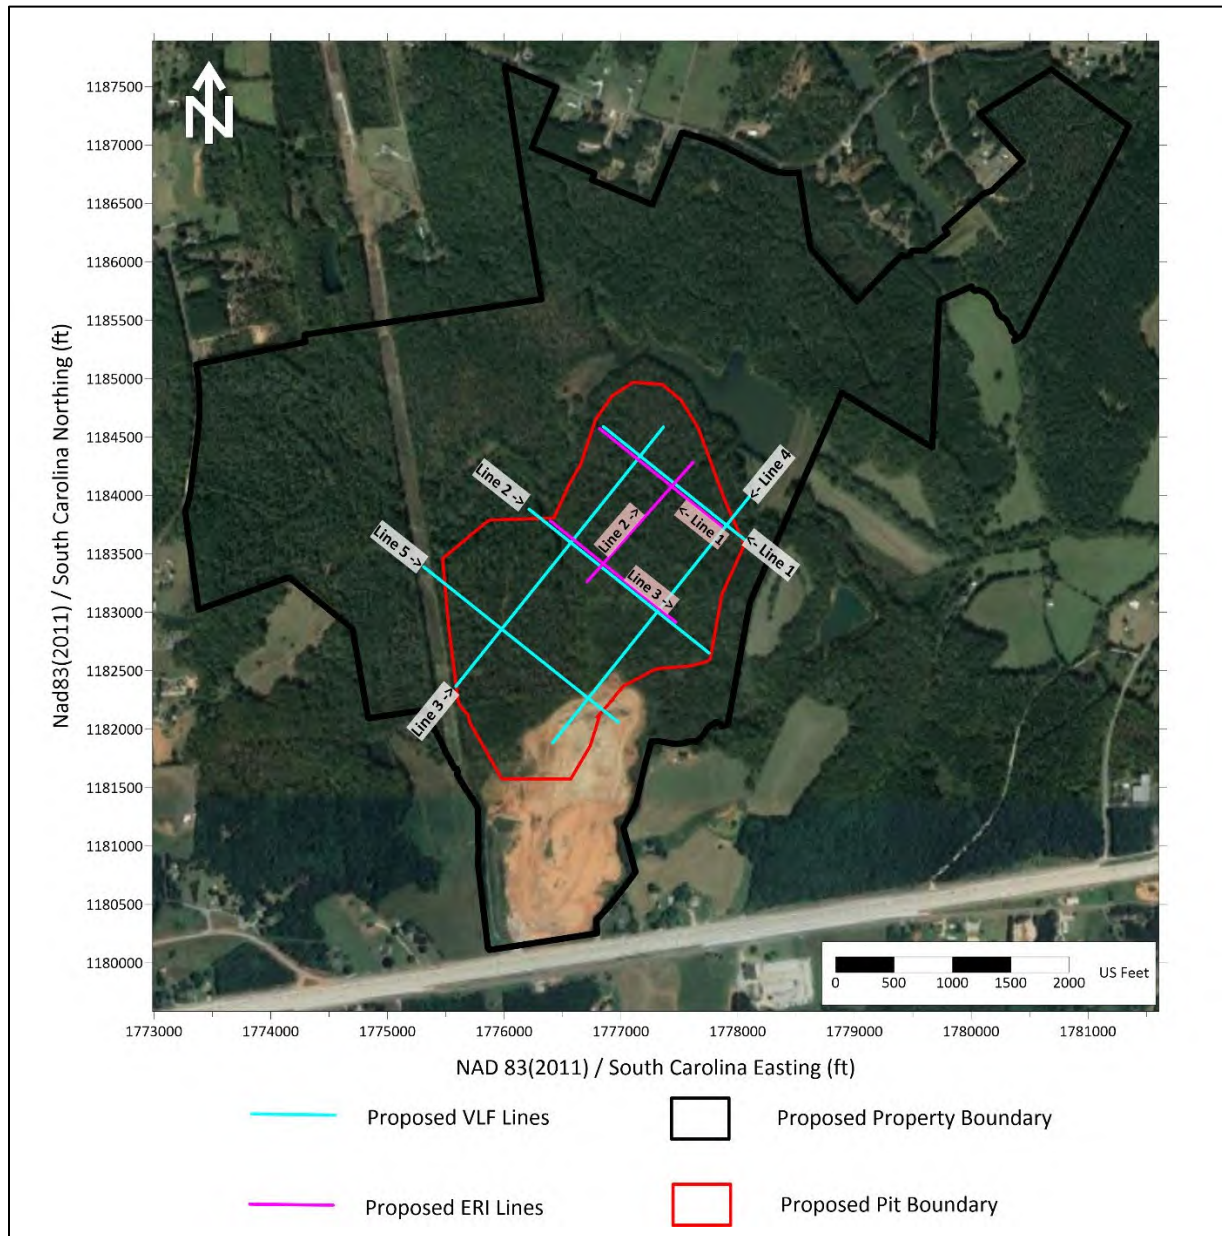 N
1187500
1187000
1186500
1186000
1185500
1185000
1184500
1184000
1183500
1183000
1182500
1182000
1181500
1181000
1180500
1180000
Nad83(2011) / South Carolina Northing (ft)
Line 2 ->
<- Line 4
Line 5 ->
Line 2 ->
<- Line 1
<- Line 1
Line 3 ->
Line 3 ->
0 500 1000 1500 2000 US Feet
1773000 1774000 1775000 1776000 1777000 1778000 1779000 1780000 1781000
NAD 83(2011) / South Carolina Easting (ft)
Proposed VLF Lines
Proposed Property Boundary
Proposed ERI Lines
Proposed Pit Boundary